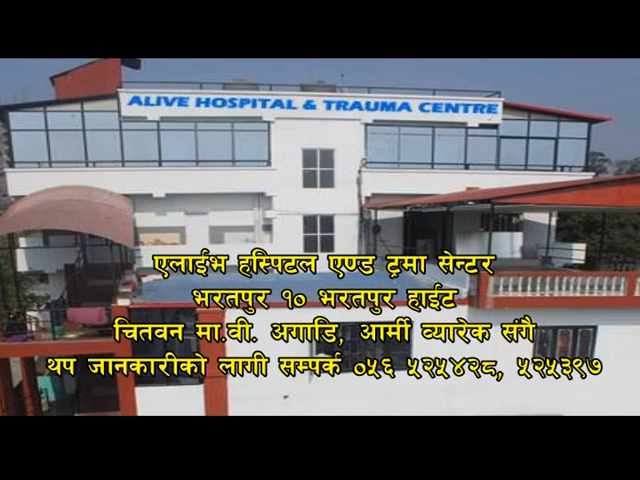 ALIVE HOSPITAL & TRAUMA CENTRE
एलाईभ हस्पिटल एण्ड ट्रमा सेन्टर
भरतपुर १० भरतपुर हाईट
चितवन मा.वी. अगाडि, आर्मी व्यारेक संगै
थप जानकारीको लागी सम्पर्क ०५६ ५२५४२८, ५२५३९७